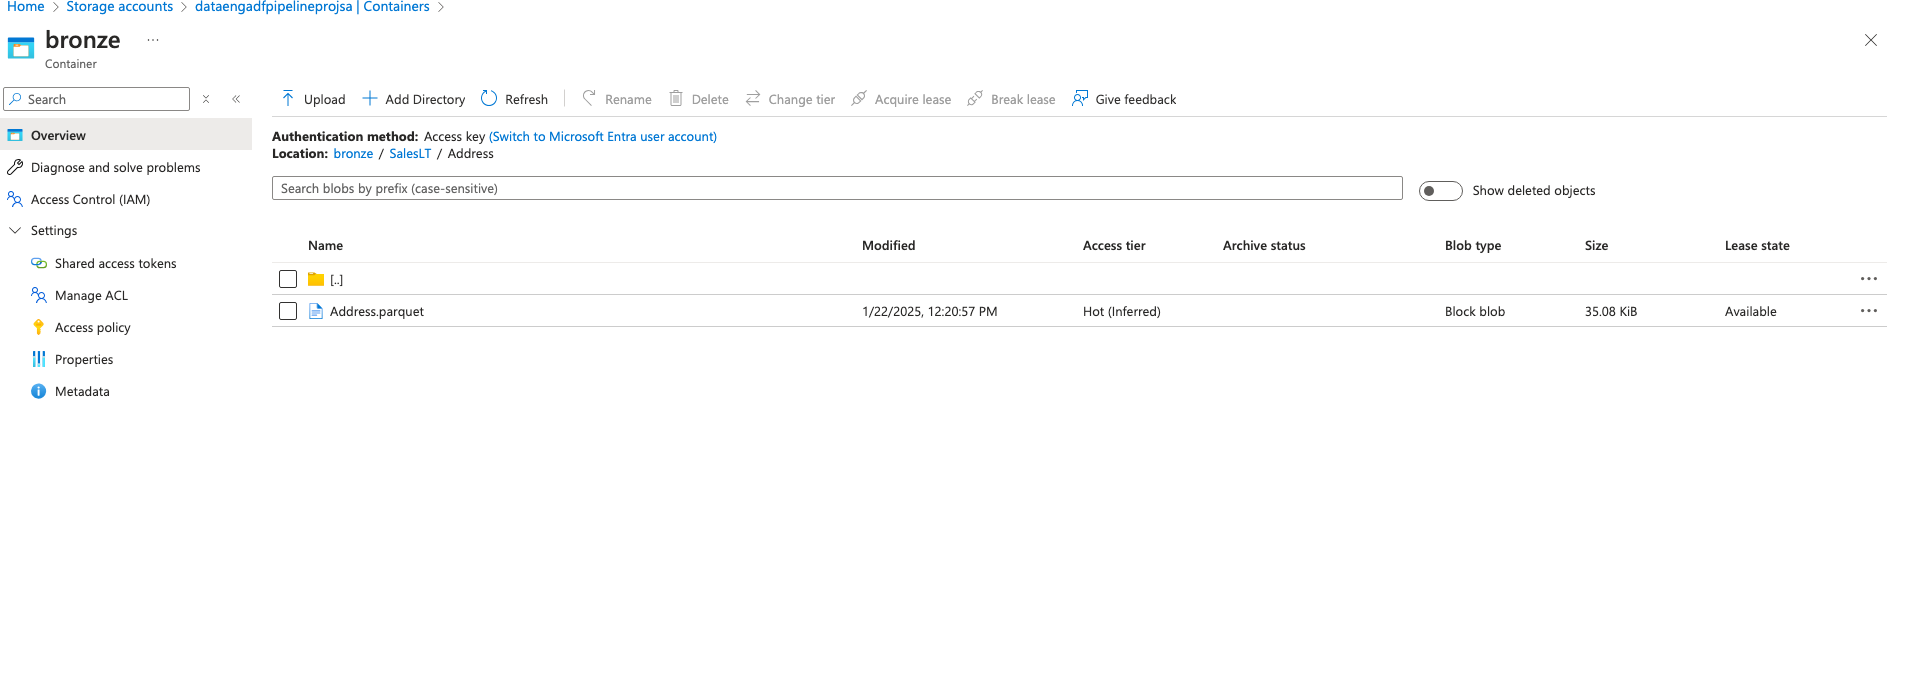 Home > Storage accounts > dataengadfpipelineprojsa | Containers >
bronze ...
Container
Search
Upload Add Directory Refresh Rename Delete Change tier Acquire lease Break lease Give feedback
Overview
Diagnose and solve problems
Access Control (IAM)
Settings
Shared access tokens
Manage ACL
Access policy
Properties
Metadata
Authentication method: Access key (Switch to Microsoft Entra user account)
Location: bronze / SalesLT / Address
Search blobs by prefix (case-sensitive)
Show deleted objects
Name Modified Access tier Archive status Blob type Size Lease state
[..]
Address.parquet 1/22/2025, 12:20:57 PM Hot (Inferred) Block blob 35.08 KiB Available